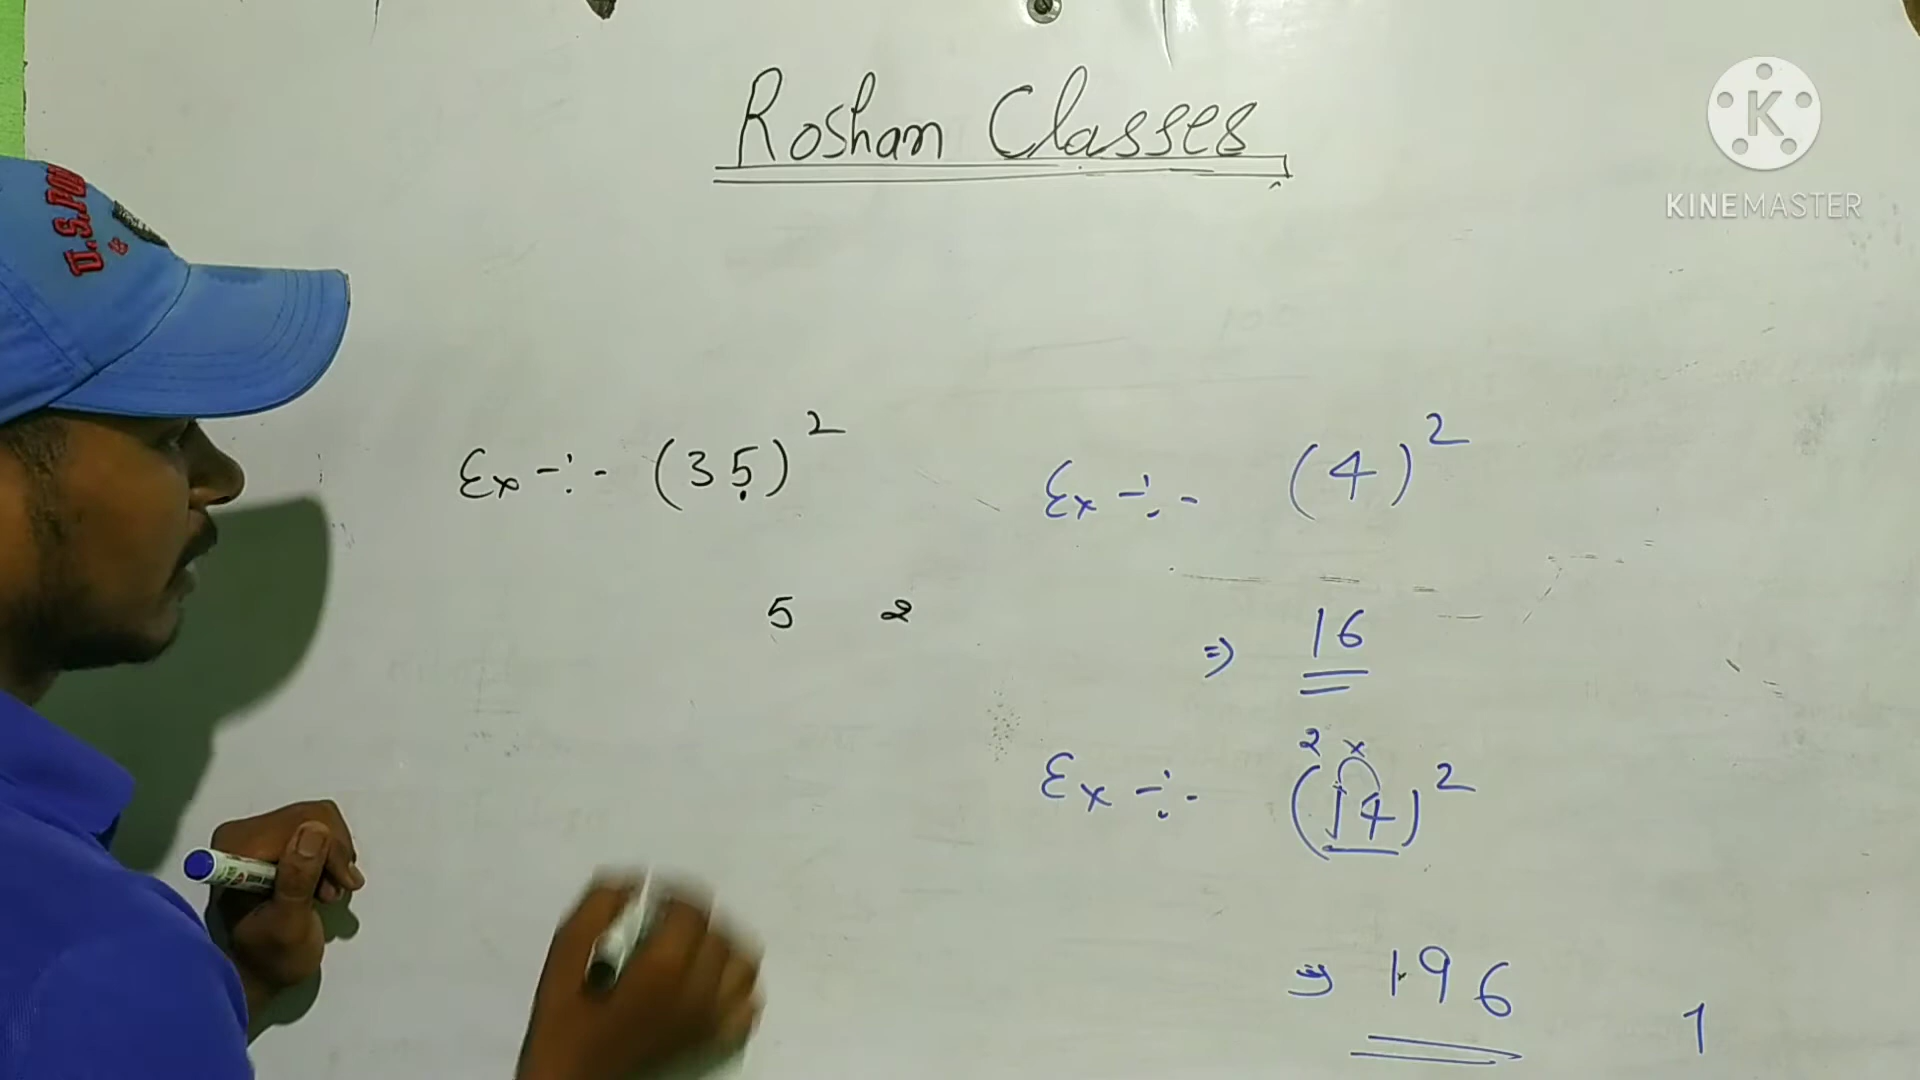 Roshan Classes
KINEMASTER
U.S.
Ex -:- (35)²
5 2
Ex -:- (4)²
⇒ 16
2 x
Ex -:- (14)²
⇒ 196
1